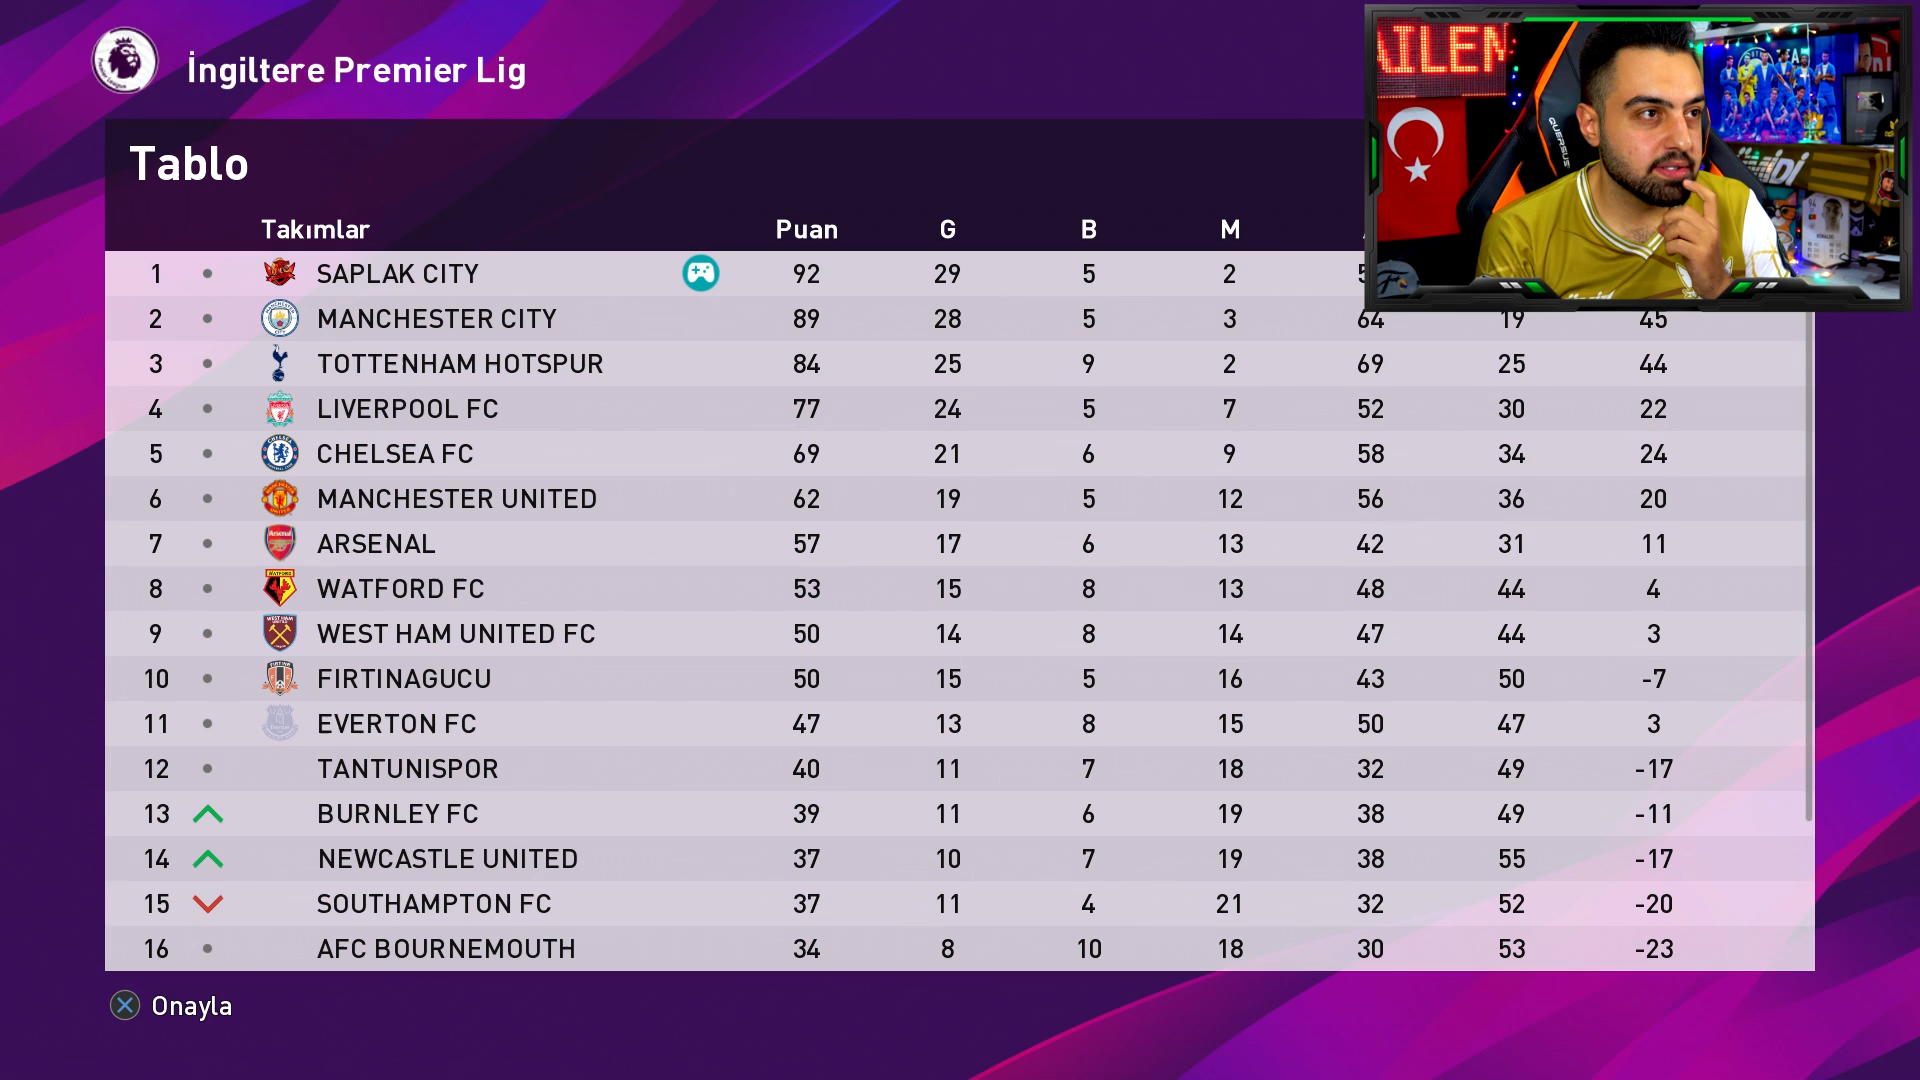 İngiltere Premier Lig
Tablo
Takımlar Puan G B M
1 SAPLAK CITY 92 29 5 2
2 MANCHESTER CITY 89 28 5 3 64 19 45
3 TOTTENHAM HOTSPUR 84 25 9 2 69 25 44
4 LIVERPOOL FC 77 24 5 7 52 30 22
5 CHELSEA FC 69 21 6 9 58 34 24
6 MANCHESTER UNITED 62 19 5 12 56 36 20
7 ARSENAL 57 17 6 13 42 31 11
8 WATFORD FC 53 15 8 13 48 44 4
9 WEST HAM UNITED FC 50 14 8 14 47 44 3
10 FIRTINAGUCU 50 15 5 16 43 50 -7
11 EVERTON FC 47 13 8 15 50 47 3
12 TANTUNISPOR 40 11 7 18 32 49 -17
13 BURNLEY FC 39 11 6 19 38 49 -11
14 NEWCASTLE UNITED 37 10 7 19 38 55 -17
15 SOUTHAMPTON FC 37 11 4 21 32 52 -20
16 AFC BOURNEMOUTH 34 8 10 18 30 53 -23
Onayla
AILEN
QUERSUS